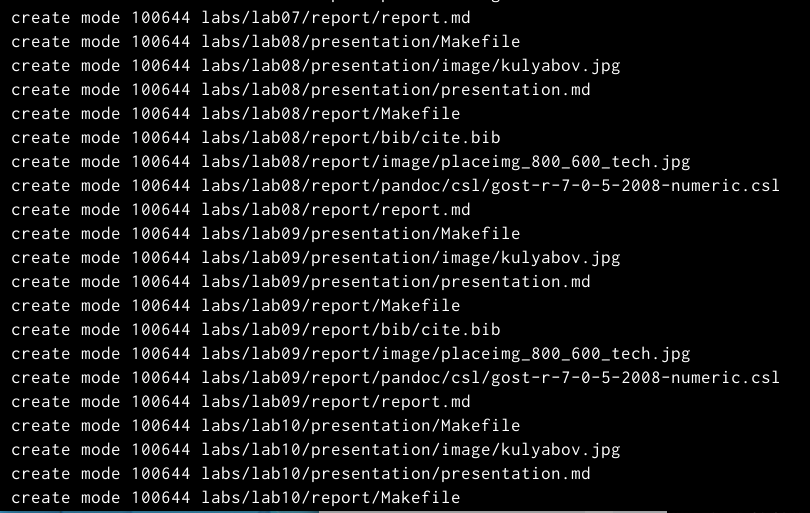 create mode 100644 labs/lab07/report/report.md
create mode 100644 labs/lab08/presentation/Makefile
create mode 100644 labs/lab08/presentation/image/kulyabov.jpg
create mode 100644 labs/lab08/presentation/presentation.md
create mode 100644 labs/lab08/report/Makefile
create mode 100644 labs/lab08/report/bib/cite.bib
create mode 100644 labs/lab08/report/image/placeimg_800_600_tech.jpg
create mode 100644 labs/lab08/report/pandoc/csl/gost-r-7-0-5-2008-numeric.csl
create mode 100644 labs/lab08/report/report.md
create mode 100644 labs/lab09/presentation/Makefile
create mode 100644 labs/lab09/presentation/image/kulyabov.jpg
create mode 100644 labs/lab09/presentation/presentation.md
create mode 100644 labs/lab09/report/Makefile
create mode 100644 labs/lab09/report/bib/cite.bib
create mode 100644 labs/lab09/report/image/placeimg_800_600_tech.jpg
create mode 100644 labs/lab09/report/pandoc/csl/gost-r-7-0-5-2008-numeric.csl
create mode 100644 labs/lab09/report/report.md
create mode 100644 labs/lab10/presentation/Makefile
create mode 100644 labs/lab10/presentation/image/kulyabov.jpg
create mode 100644 labs/lab10/presentation/presentation.md
create mode 100644 labs/lab10/report/Makefile